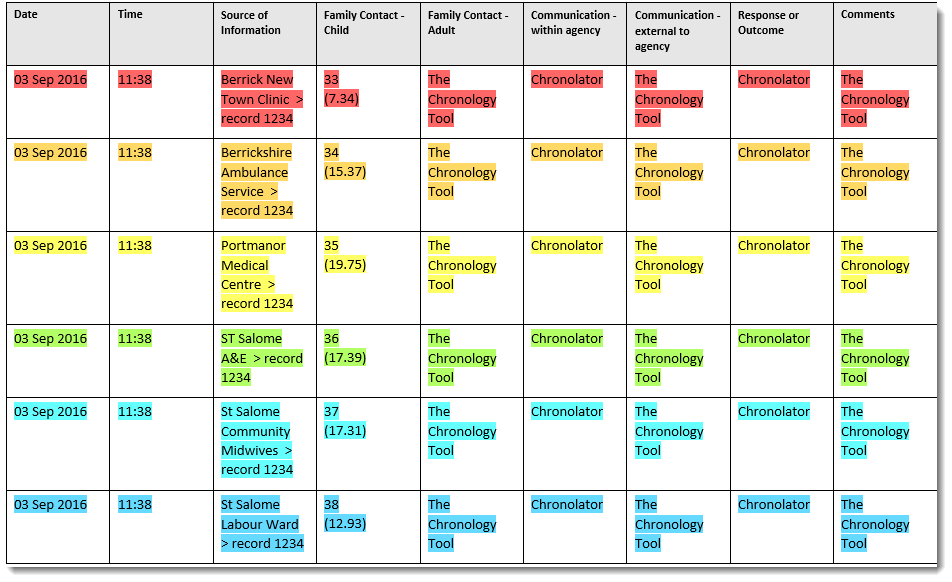 Date
Time
Source of
Information
Family Contact -
Child
Family Contact -
Adult
Communication -
within agency
Communication -
external to
agency
Response or
Outcome
Comments
03 Sep 2016
11:38
Berrick New
Town Clinic >
record 1234
33
(7.34)
The
Chronology
Tool
Chronolator
The
Chronology
Tool
Chronolator
The
Chronology
Tool
03 Sep 2016
11:38
Berrickshire
Ambulance
Service >
record 1234
34
(15.37)
The
Chronology
Tool
Chronolator
The
Chronology
Tool
Chronolator
The
Chronology
Tool
03 Sep 2016
11:38
Portmanor
Medical
Centre >
record 1234
35
(19.75)
The
Chronology
Tool
Chronolator
The
Chronology
Tool
Chronolator
The
Chronology
Tool
03 Sep 2016
11:38
ST Salome
A&E > record
1234
36
(17.39)
The
Chronology
Tool
Chronolator
The
Chronology
Tool
Chronolator
The
Chronology
Tool
03 Sep 2016
11:38
St Salome
Community
Midwives >
record 1234
37
(17.31)
The
Chronology
Tool
Chronolator
The
Chronology
Tool
Chronolator
The
Chronology
Tool
03 Sep 2016
11:38
St Salome
Labour Ward
> record 1234
38
(12.93)
The
Chronology
Tool
Chronolator
The
Chronology
Tool
Chronolator
The
Chronology
Tool